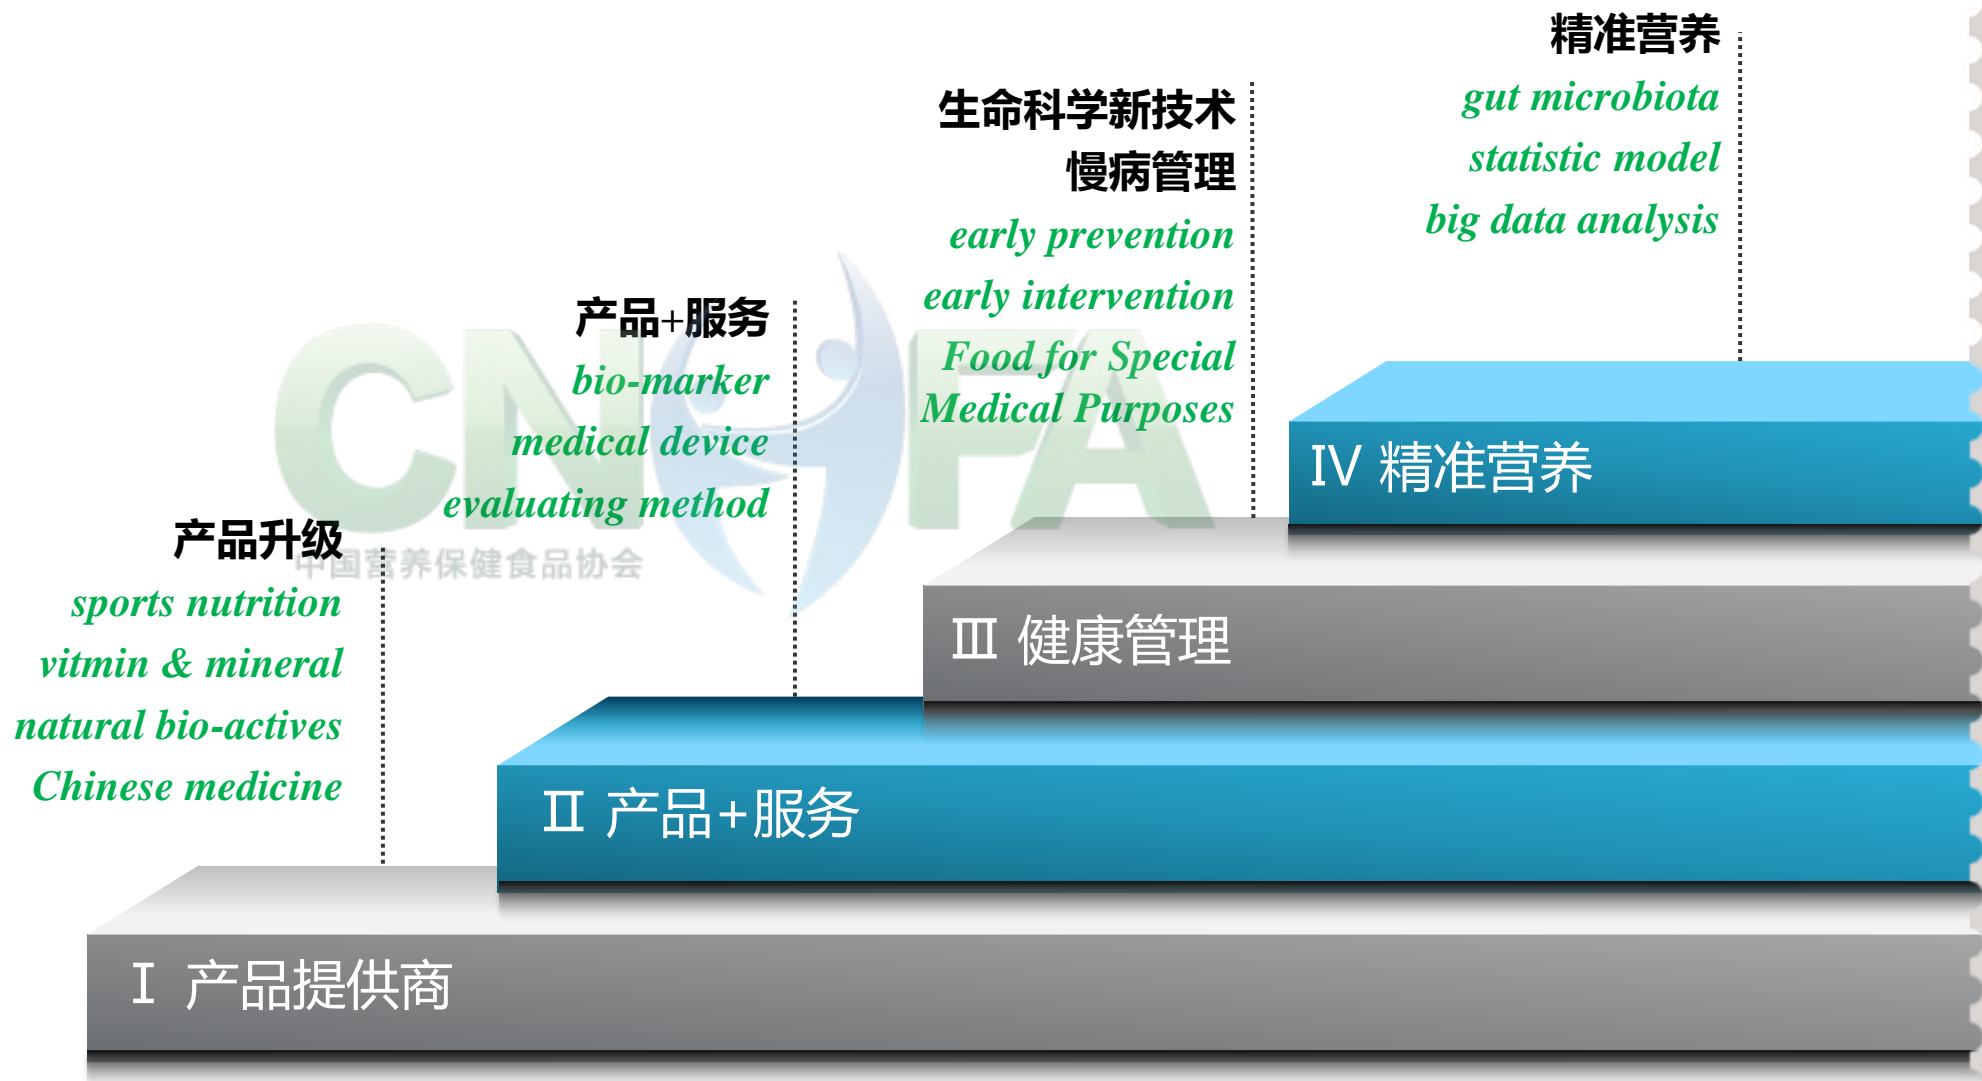 精准营养
gut microbiota
statistic model
big data analysis
生命科学新技术
慢病管理
early prevention
early intervention
Food for Special
Medical Purposes
产品+服务
bio-marker
medical device
evaluating method
产品升级
sports nutrition
vitmin & mineral
natural bio-actives
Chinese medicine
CNHFA
中国营养保健食品协会
IV 精准营养
III 健康管理
II 产品+服务
I 产品提供商